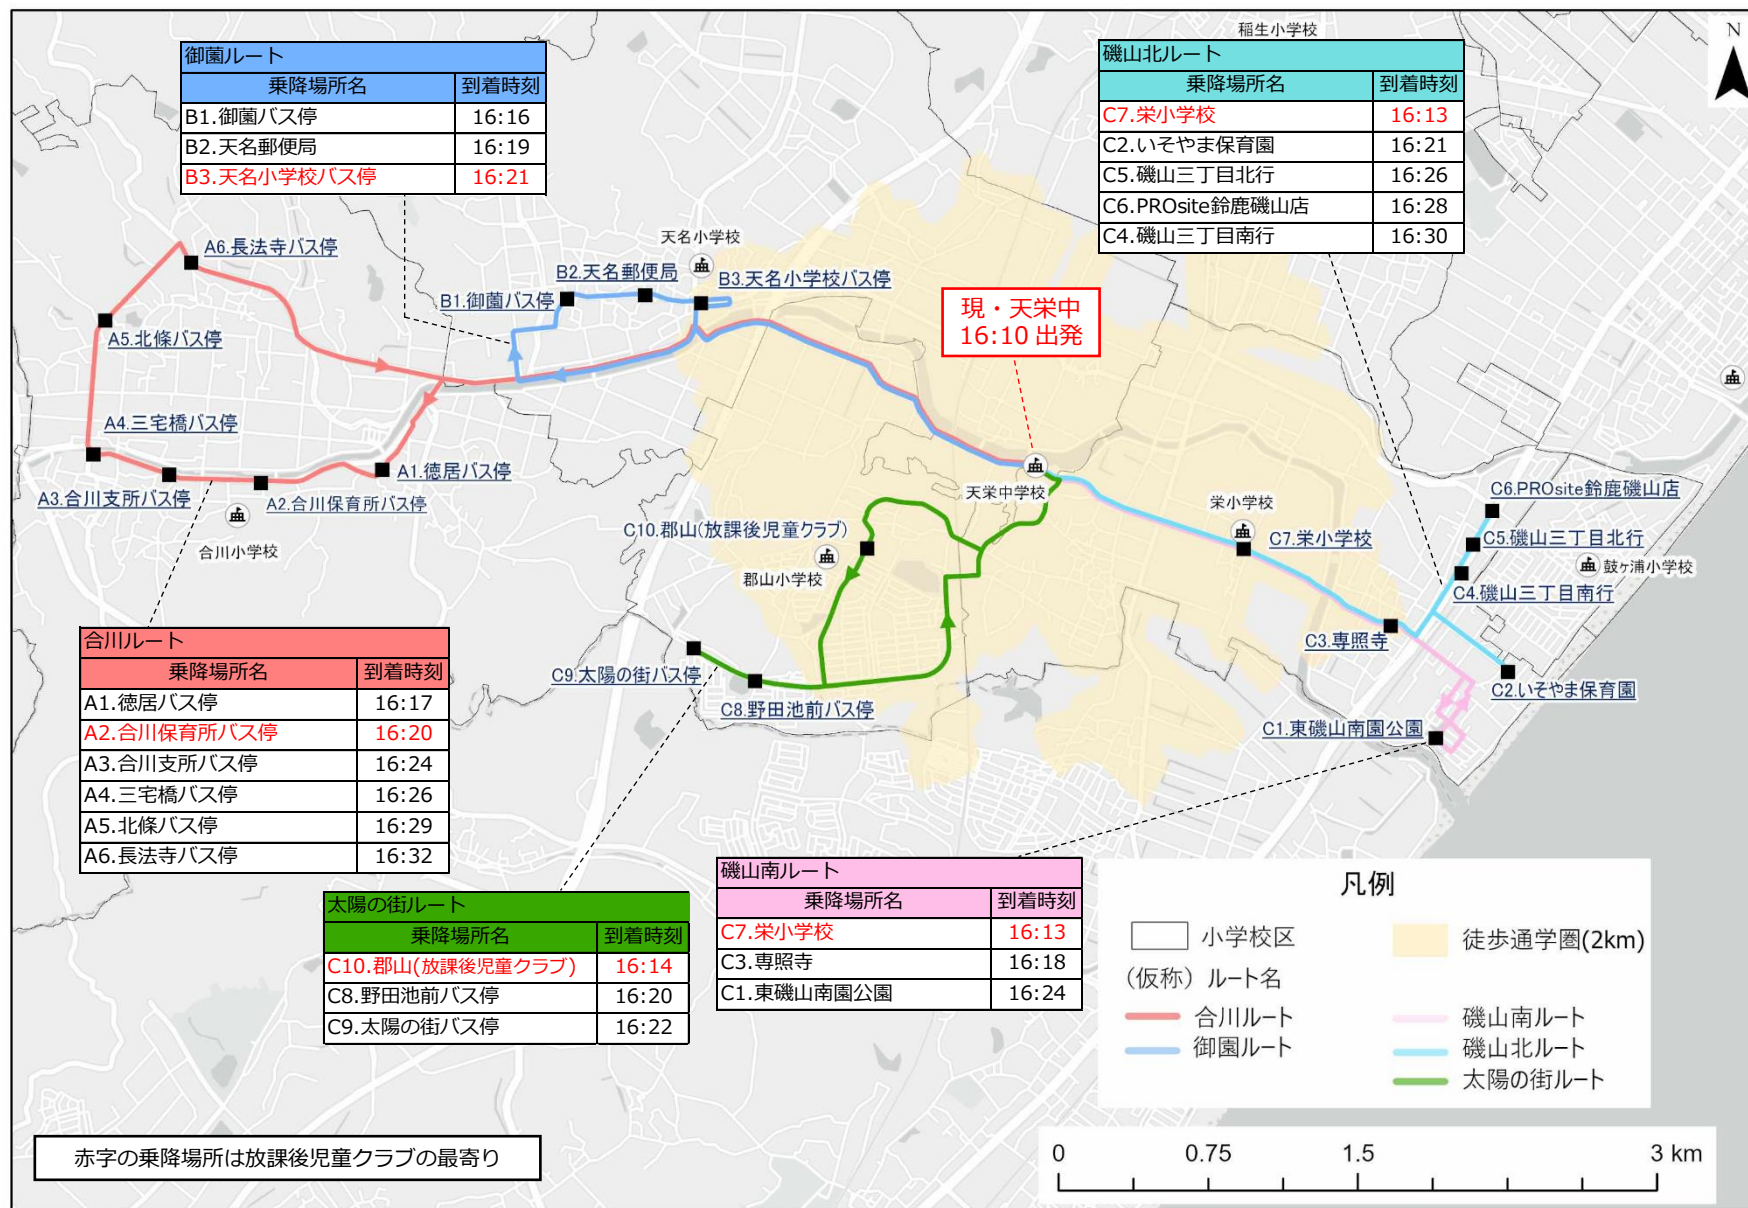 稲生小学校
N
御薗ルート
乗降場所名 到着時刻
B1.御薗バス停 16:16
B2.天名郵便局 16:19
B3.天名小学校バス停 16:21
磯山北ルート
乗降場所名 到着時刻
C7.栄小学校 16:13
C2.いそやま保育園 16:21
C5.磯山三丁目北行 16:26
C6.PROsite鈴鹿磯山店 16:28
C4.磯山三丁目南行 16:30
天名小学校
A6.長法寺バス停
B2.天名郵便局
B3.天名小学校バス停
B1.御薗バス停
A5.北條バス停
現・天栄中
16:10 出発
A4.三宅橋バス停
A1.徳居バス停
A3.合川支所バス停
A2.合川保育所バス停
合川小学校
天栄中学校
栄小学校
C6.PROsite鈴鹿磯山店
C10.郡山(放課後児童クラブ)
C7.栄小学校
C5.磯山三丁目北行
郡山小学校
鼓ヶ浦小学校
C4.磯山三丁目南行
C3.専照寺
C9.太陽の街バス停
C2.いそやま保育園
C8.野田池前バス停
C1.東磯山南園公園
合川ルート
乗降場所名 到着時刻
A1.徳居バス停 16:17
A2.合川保育所バス停 16:20
A3.合川支所バス停 16:24
A4.三宅橋バス停 16:26
A5.北條バス停 16:29
A6.長法寺バス停 16:32
太陽の街ルート
乗降場所名 到着時刻
C10.郡山(放課後児童クラブ) 16:14
C8.野田池前バス停 16:20
C9.太陽の街バス停 16:22
磯山南ルート
乗降場所名 到着時刻
C7.栄小学校 16:13
C3.専照寺 16:18
C1.東磯山南園公園 16:24
凡例
小学校区 徒歩通学圏(2km)
（仮称）ルート名
合川ルート 磯山南ルート
御園ルート 磯山北ルート
太陽の街ルート
赤字の乗降場所は放課後児童クラブの最寄り
0 0.75 1.5 3 km